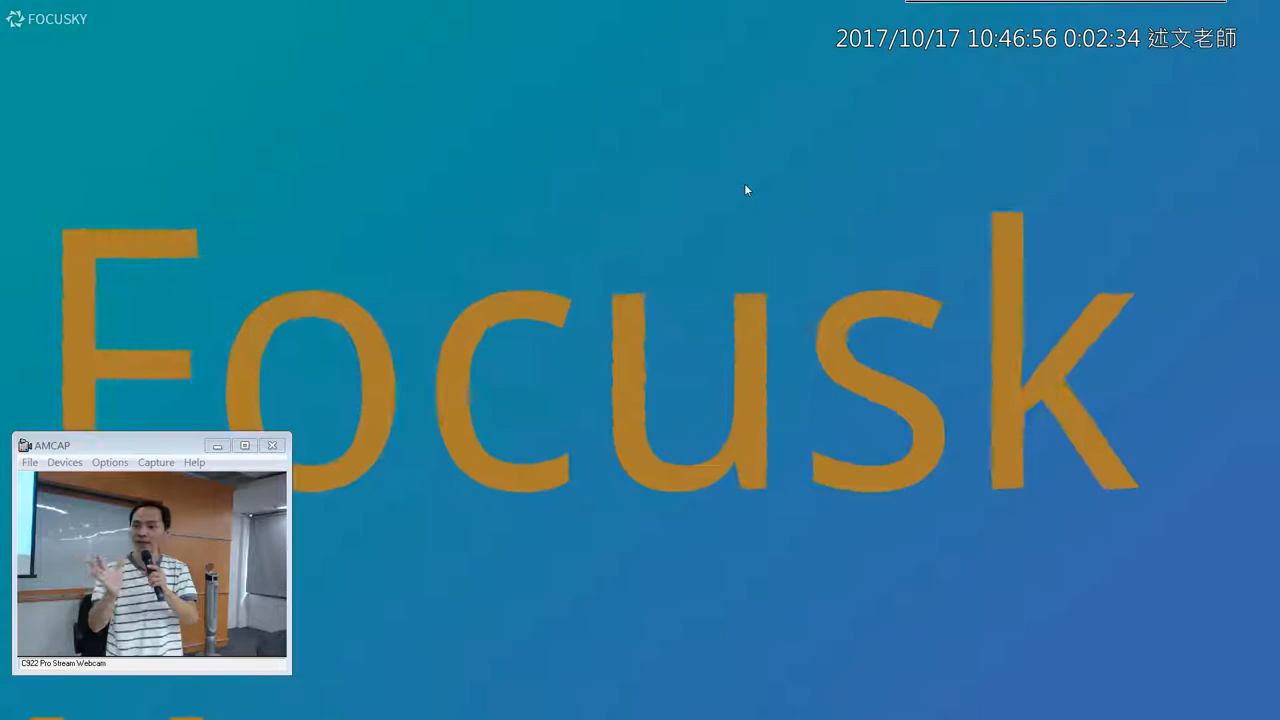 FOCUSKY
2017/10/17 10:46:56 0:02:34 述文老師
Focusk
AMCAP
File Devices Options Capture Help
C922 Pro Stream Webcam